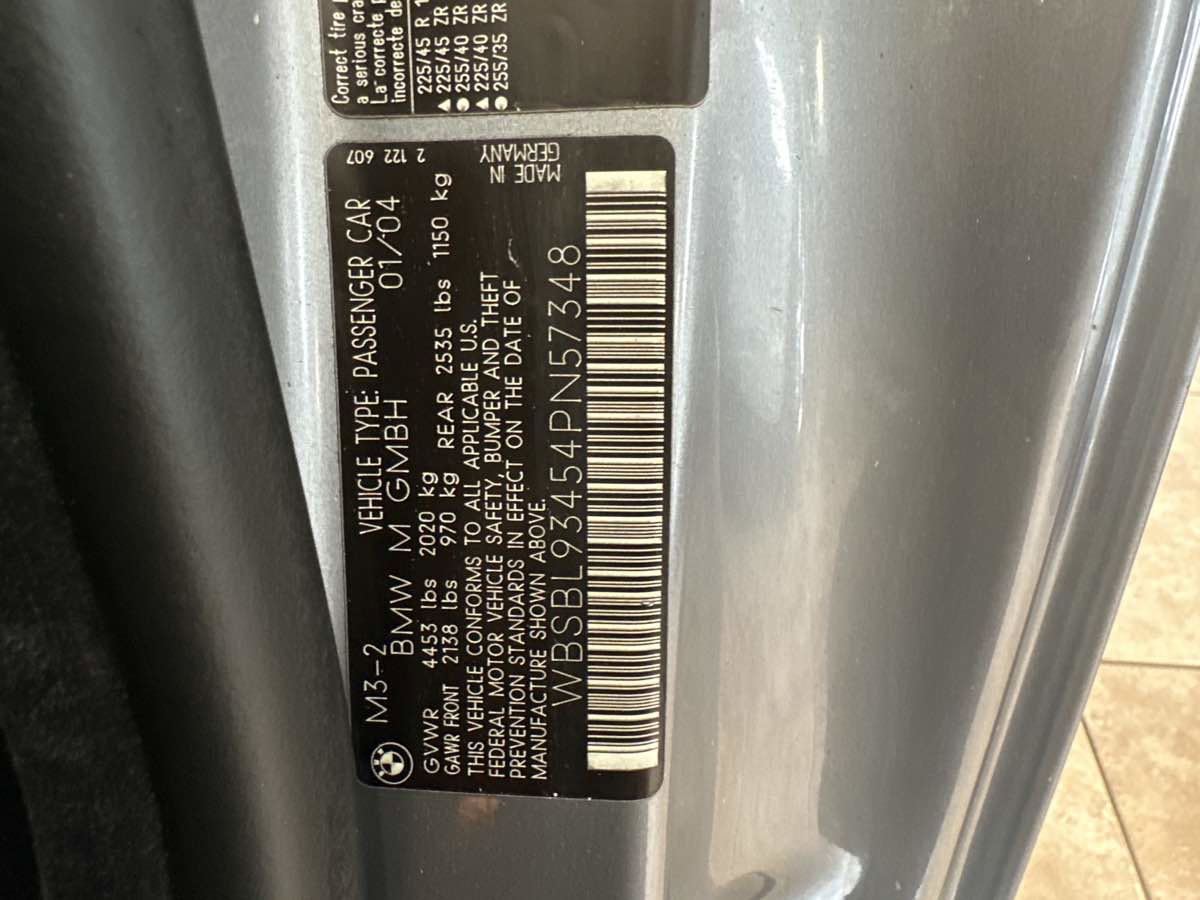 Correct tire
a serious cra
La correcte
incorrecte de
225/45 R 1
▲ 225/45 ZR
● 255/40 ZR
▲ 225/40 ZR
● 255/35 ZR
M3-2 VEHICLE TYPE: PASSENGER CAR
2 122 607
BMW M GMBH 01/04
GVWR 4453 lbs 2020 kg
GAWR FRONT 2138 lbs 970 kg REAR 2535 lbs 1150 kg
THIS VEHICLE CONFORMS TO ALL APPLICABLE U.S.
FEDERAL MOTOR VEHICLE SAFETY, BUMPER AND THEFT
PREVENTION STANDARDS IN EFFECT ON THE DATE OF
MANUFACTURE SHOWN ABOVE.
MADE IN
GERMANY
WBSBL93454PN57348